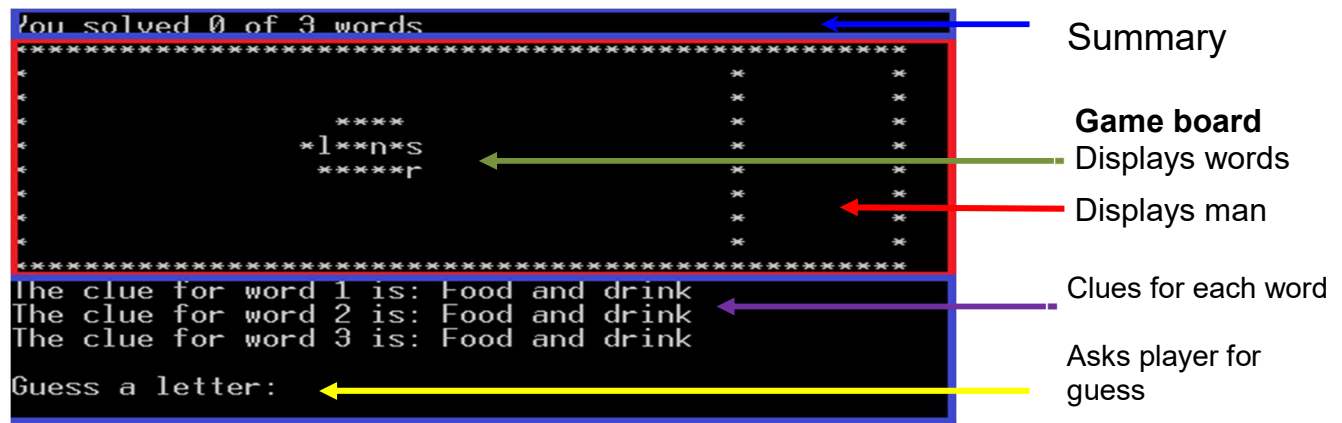 You solved 0 of 3 words
**************************************************
*                                       *        *
*                                       *        *
*                 ****                  *        *
*               *l**n*s                 *        *
*                *****r                 *        *
*                                       *        *
*                                       *        *
*                                       *        *
**************************************************
The clue for word 1 is: Food and drink
The clue for word 2 is: Food and drink
The clue for word 3 is: Food and drink
Guess a letter:
Summary
Game board
Displays words
Displays man
Clues for each word
Asks player for
guess